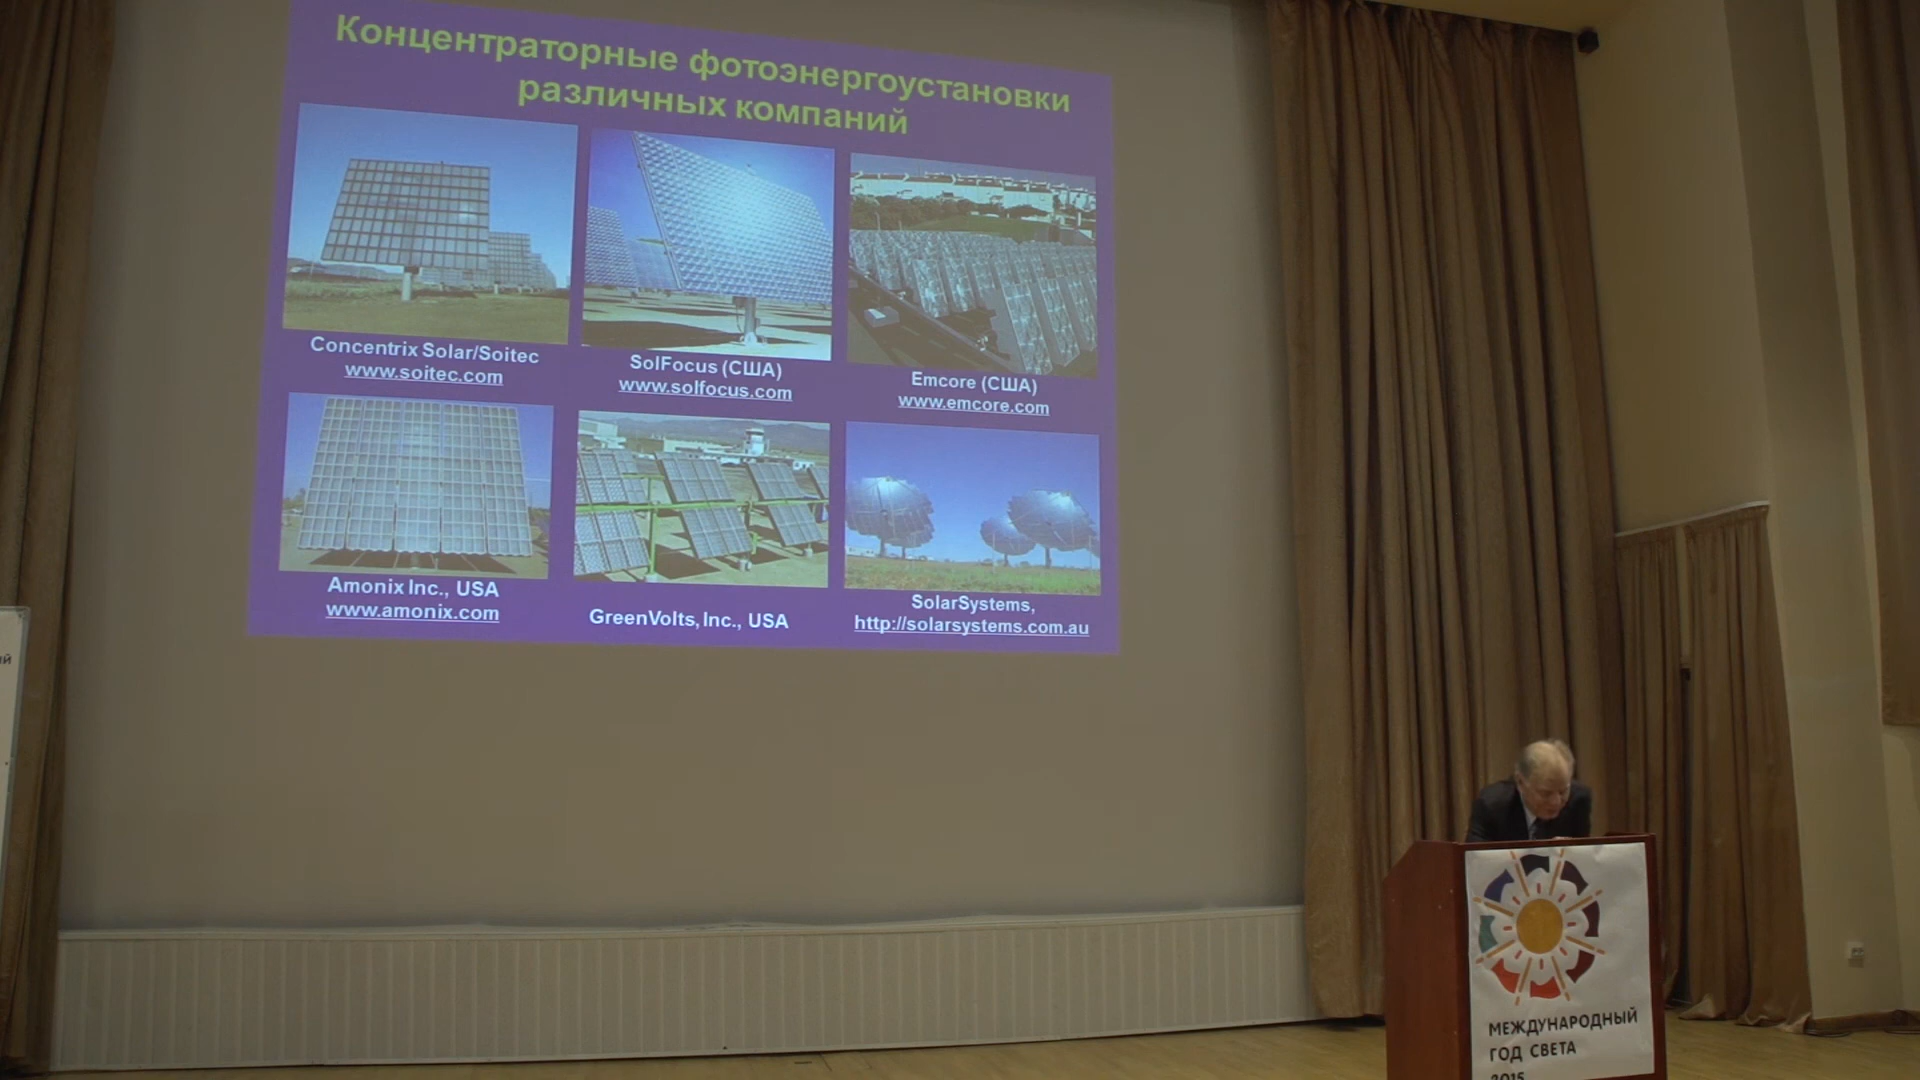 Концентраторные фотоэнергоустановки
различных компаний
Concentrix Solar/Soitec
www.soitec.com
SolFocus (США)
www.solfocus.com
Emcore (США)
www.emcore.com
Amonix Inc., USA
www.amonix.com
GreenVolts, Inc., USA
SolarSystems,
http://solarsystems.com.au
МЕЖДУНАРОДНЫЙ
ГОД СВЕТА
2015